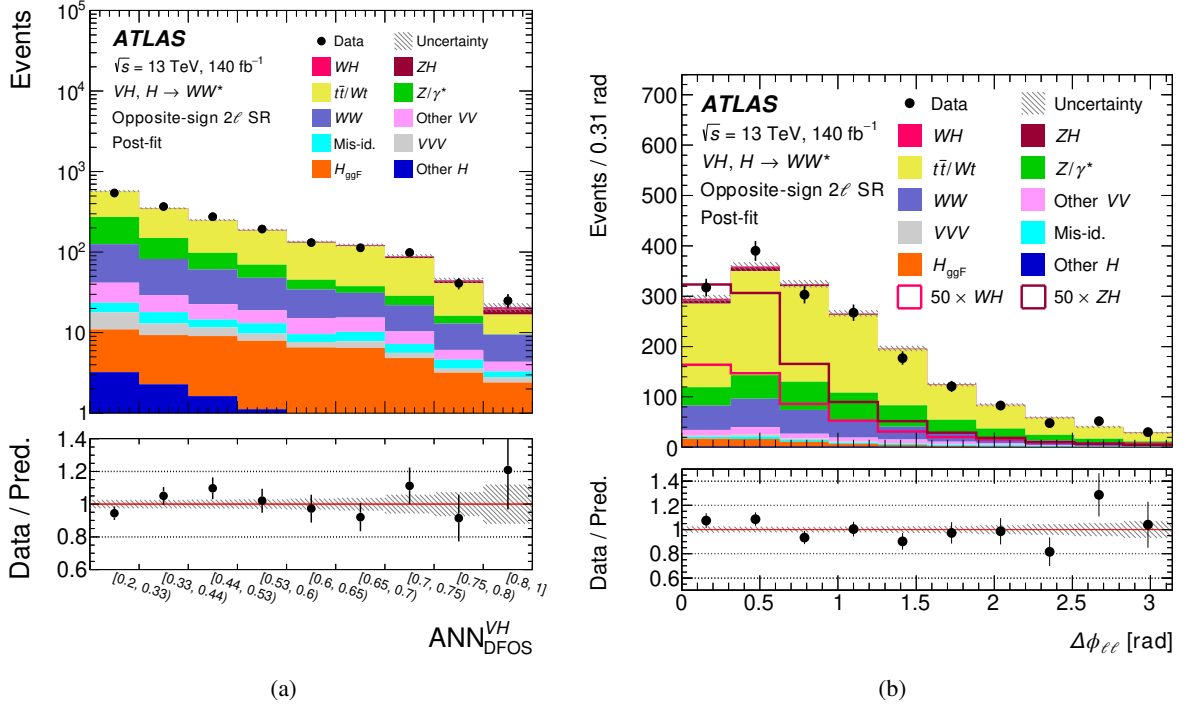 Events
10⁵
10⁴
10³
10²
10
1
ATLAS
√s = 13 TeV, 140 fb⁻¹
VH, H → WW*
Opposite-sign 2ℓ SR
Post-fit
Data
Uncertainty
WH
ZH
tt̄/Wt
Z/γ*
WW
Other VV
Mis-id.
VVV
H_ggF
Other H
Data / Pred.
1.4
1.2
1
0.8
0.6
[0.2, 0.33)
[0.33, 0.44)
[0.44, 0.53)
[0.53, 0.6)
[0.6, 0.65)
[0.65, 0.7)
[0.7, 0.75)
[0.75, 0.8)
[0.8, 1]
ANN^VH_DFOS
(a)
Events / 0.31 rad
700
600
500
400
300
200
100
0
ATLAS
√s = 13 TeV, 140 fb⁻¹
VH, H → WW*
Opposite-sign 2ℓ SR
Post-fit
Data
Uncertainty
WH
ZH
tt̄/Wt
Z/γ*
WW
Other VV
VVV
Mis-id.
H_ggF
Other H
50 × WH
50 × ZH
Data / Pred.
1.4
1.2
1
0.8
0.6
0
0.5
1
1.5
2
2.5
3
Δϕ_ℓℓ [rad]
(b)